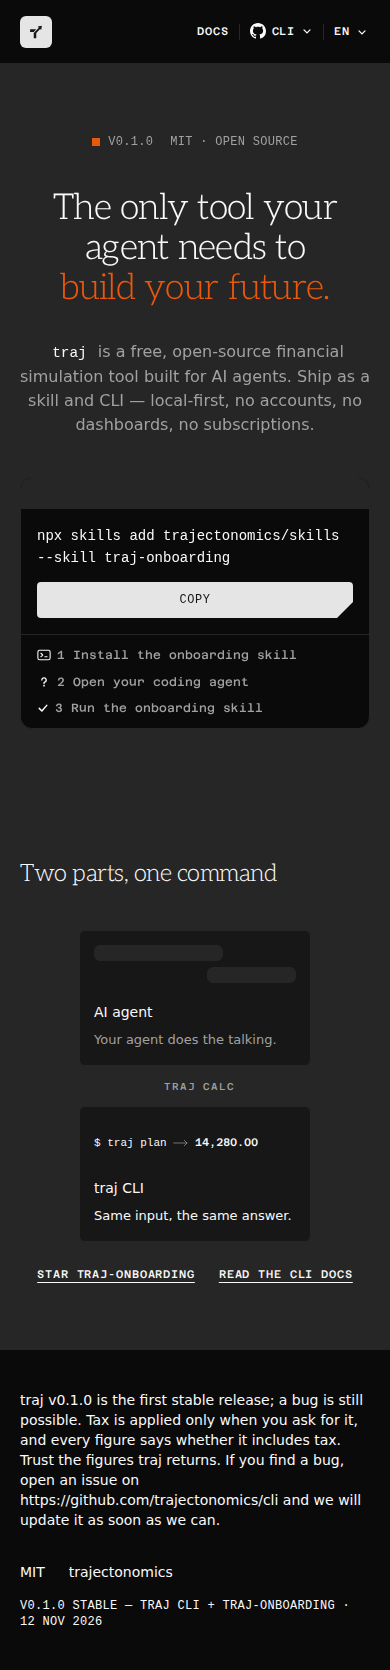 DOCS CLI EN
V0.1.0 MIT · OPEN SOURCE
The only tool your
agent needs to
build your future.
traj is a free, open-source financial
simulation tool built for AI agents. Ship as a
skill and CLI — local-first, no accounts, no
dashboards, no subscriptions.
npx skills add trajectonomics/skills
--skill traj-onboarding
COPY
1 Install the onboarding skill
? 2 Open your coding agent
3 Run the onboarding skill
Two parts, one command
AI agent
Your agent does the talking.
TRAJ CALC
$ traj plan → 14,280.00
traj CLI
Same input, the same answer.
STAR TRAJ-ONBOARDING READ THE CLI DOCS
traj v0.1.0 is the first stable release; a bug is still
possible. Tax is applied only when you ask for it,
and every figure says whether it includes tax.
Trust the figures traj returns. If you find a bug,
open an issue on
https://github.com/trajectonomics/cli and we will
update it as soon as we can.
MIT trajectonomics
V0.1.0 STABLE — TRAJ CLI + TRAJ-ONBOARDING ·
12 NOV 2026